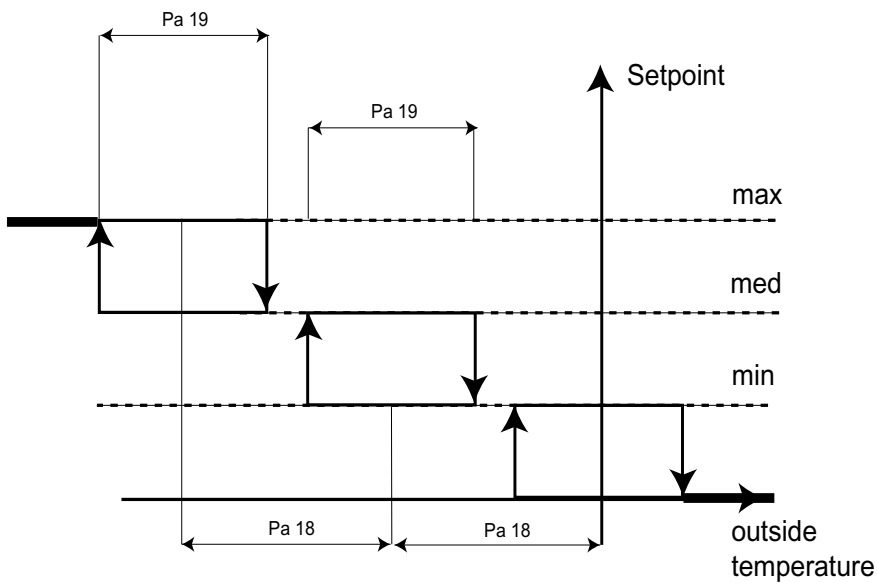 Pa 19
Setpoint
Pa 19
max
med
min
Pa 18
Pa 18
outside
temperature